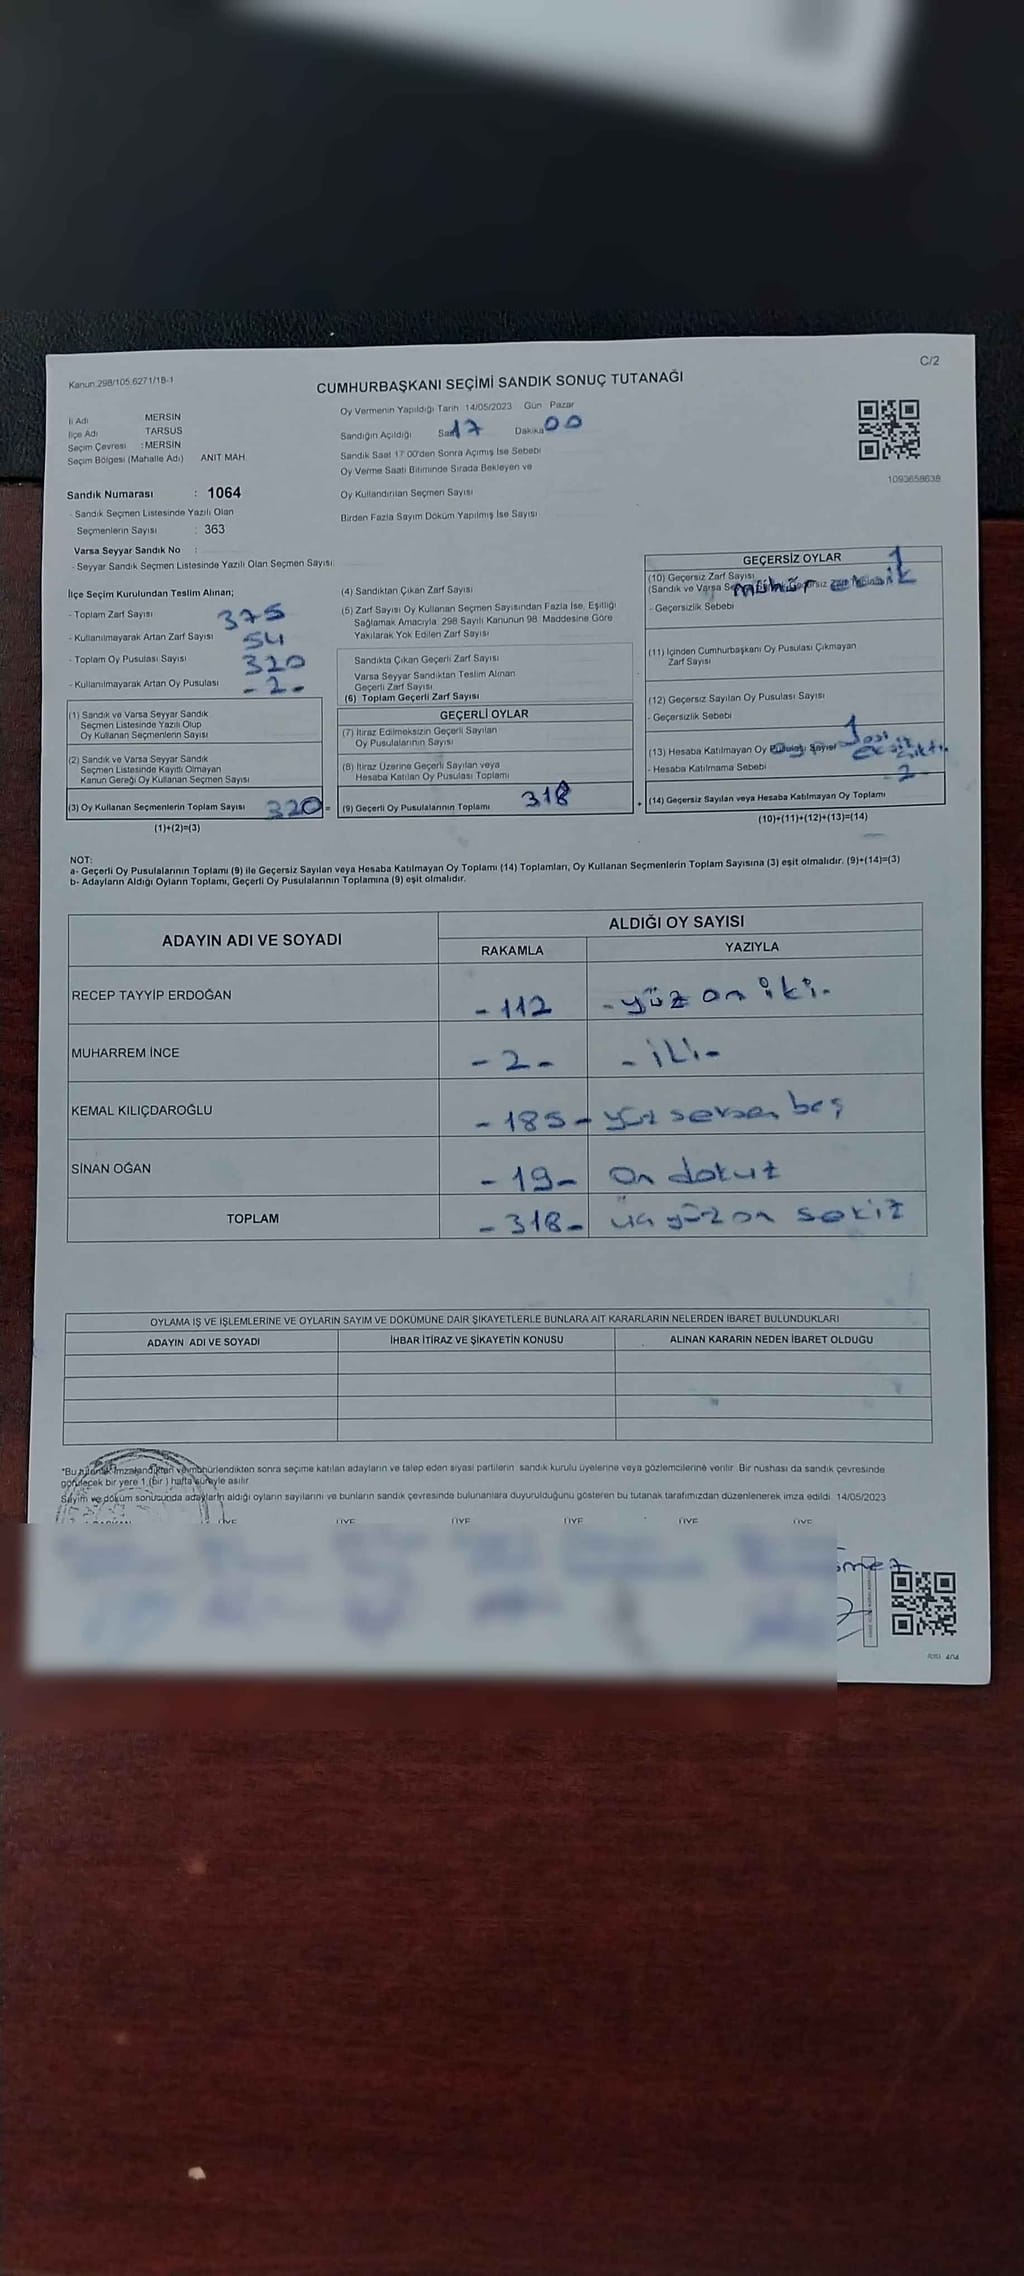 C/2
Kanun:298/105,6271/18-1
CUMHURBAŞKANI SEÇİMİ SANDIK SONUÇ TUTANAĞI
İl Adı MERSİN
İlçe Adı TARSUS
Seçim Çevresi : MERSİN
Seçim Bölgesi (Mahalle Adı) ANIT MAH.
Sandık Numarası : 1064
- Sandık Seçmen Listesinde Yazılı Olan
Seçmenlerin Sayısı : 363
Varsa Seyyar Sandık No :
- Seyyar Sandık Seçmen Listesinde Yazılı Olan Seçmen Sayısı
Oy Vermenin Yapıldığı Tarih 14/05/2023 Gün Pazar
Sandığın Açıldığı Saat 17 Dakika 00
Sandık Saat 17:00'den Sonra Açımış İse Sebebi
Oy Verme Saati Bitiminde Sırada Bekleyen ve
Oy Kullandırılan Seçmen Sayısı
Birden Fazla Sayım Döküm Yapılmış İse Sayısı
1093658638
İlçe Seçim Kurulundan Teslim Alınan;
- Toplam Zarf Sayısı 375
- Kullanılmayarak Artan Zarf Sayısı 54
- Toplam Oy Pusulası Sayısı 320
- Kullanılmayarak Artan Oy Pusulası - 2 -
(1) Sandık ve Varsa Seyyar Sandık
Seçmen Listesinde Yazılı Olup
Oy Kullanan Seçmenlerin Sayısı
(2) Sandık ve Varsa Seyyar Sandık
Seçmen Listesinde Kayıtlı Olmayan
Kanun Gereği Oy Kullanan Seçmen Sayısı
(3) Oy Kullanan Seçmenlerin Toplam Sayısı 320 =
(1)+(2)=(3)
(4) Sandıktan Çıkan Zarf Sayısı
(5) Zarf Sayısı Oy Kullanan Seçmen Sayısından Fazla İse, Eşitliği
Sağlamak Amacıyla 298 Sayılı Kanunun 98. Maddesine Göre
Yakılarak Yok Edilen Zarf Sayısı
Sandıkta Çıkan Geçerli Zarf Sayısı
Varsa Seyyar Sandıktan Teslim Alınan
Geçerli Zarf Sayısı
(6) Toplam Geçerli Zarf Sayısı
GEÇERLİ OYLAR
(7) İtiraz Edilmeksizin Geçerli Sayılan
Oy Pusulalarının Sayısı
(8) İtiraz Üzerine Geçerli Sayılan veya
Hesaba Katılan Oy Pusulası Toplamı
(9) Geçerli Oy Pusulalarının Toplamı 318 +
GEÇERSİZ OYLAR
(10) Geçersiz Zarf Sayısı 1
(Sandık ve Varsa mühür eksik
- Geçersizlik Sebebi
(11) İçinden Cumhurbaşkanı Oy Pusulası Çıkmayan
Zarf Sayısı
(12) Geçersiz Sayılan Oy Pusulası Sayısı
- Geçersizlik Sebebi
(13) Hesaba Katılmayan Oy Pusulası Sayısı 1
- Hesaba Katılmama Sebebi
(14) Geçersiz Sayılan veya Hesaba Katılmayan Oy Toplamı 2
(10)+(11)+(12)+(13)=(14)
NOT:
a- Geçerli Oy Pusulalarının Toplamı (9) ile Geçersiz Sayılan veya Hesaba Katılmayan Oy Toplamı (14) Toplamları, Oy Kullanan Seçmenlerin Toplam Sayısına (3) eşit olmalıdır. (9)+(14)=(3)
b- Adayların Aldığı Oyların Toplamı, Geçerli Oy Pusulalarının Toplamına (9) eşit olmalıdır.
ADAYIN ADI VE SOYADI ALDIĞI OY SAYISI
RAKAMLA YAZIYLA
RECEP TAYYİP ERDOĞAN - 112 - yüz on iki -
MUHARREM İNCE - 2 - - iki -
KEMAL KILIÇDAROĞLU - 185 - yüz seksen beş
SİNAN OĞAN - 19 - on dokuz
TOPLAM - 318 - üç yüz on sekiz
OYLAMA İŞ VE İŞLEMLERİNE VE OYLARIN SAYIM VE DÖKÜMÜNE DAİR ŞİKAYETLERLE BUNLARA AİT KARARLARIN NELERDEN İBARET BULUNDUKLARI
ADAYIN ADI VE SOYADI İHBAR İTİRAZ VE ŞİKAYETİN KONUSU ALINAN KARARIN NEDEN İBARET OLDUĞU
*Bu tutanak imzalandıktan ve mühürlendikten sonra seçime katılan adayların ve talep eden siyasi partilerin sandık kurulu üyelerine veya gözlemcilerine verilir. Bir nüshası da sandık çevresinde
görülecek bir yere 1 (bir ) hafta süreyle asılır.
Sayım ve döküm sonucunda adayların aldığı oyların sayılarını ve bunların sandık çevresinde bulunanlara duyurulduğunu gösteren bu tutanak tarafımızdan düzenlenerek imza edildi. 14/05/2023
ÜYE ÜYE ÜYE ÜYE ÜYE ÜYE